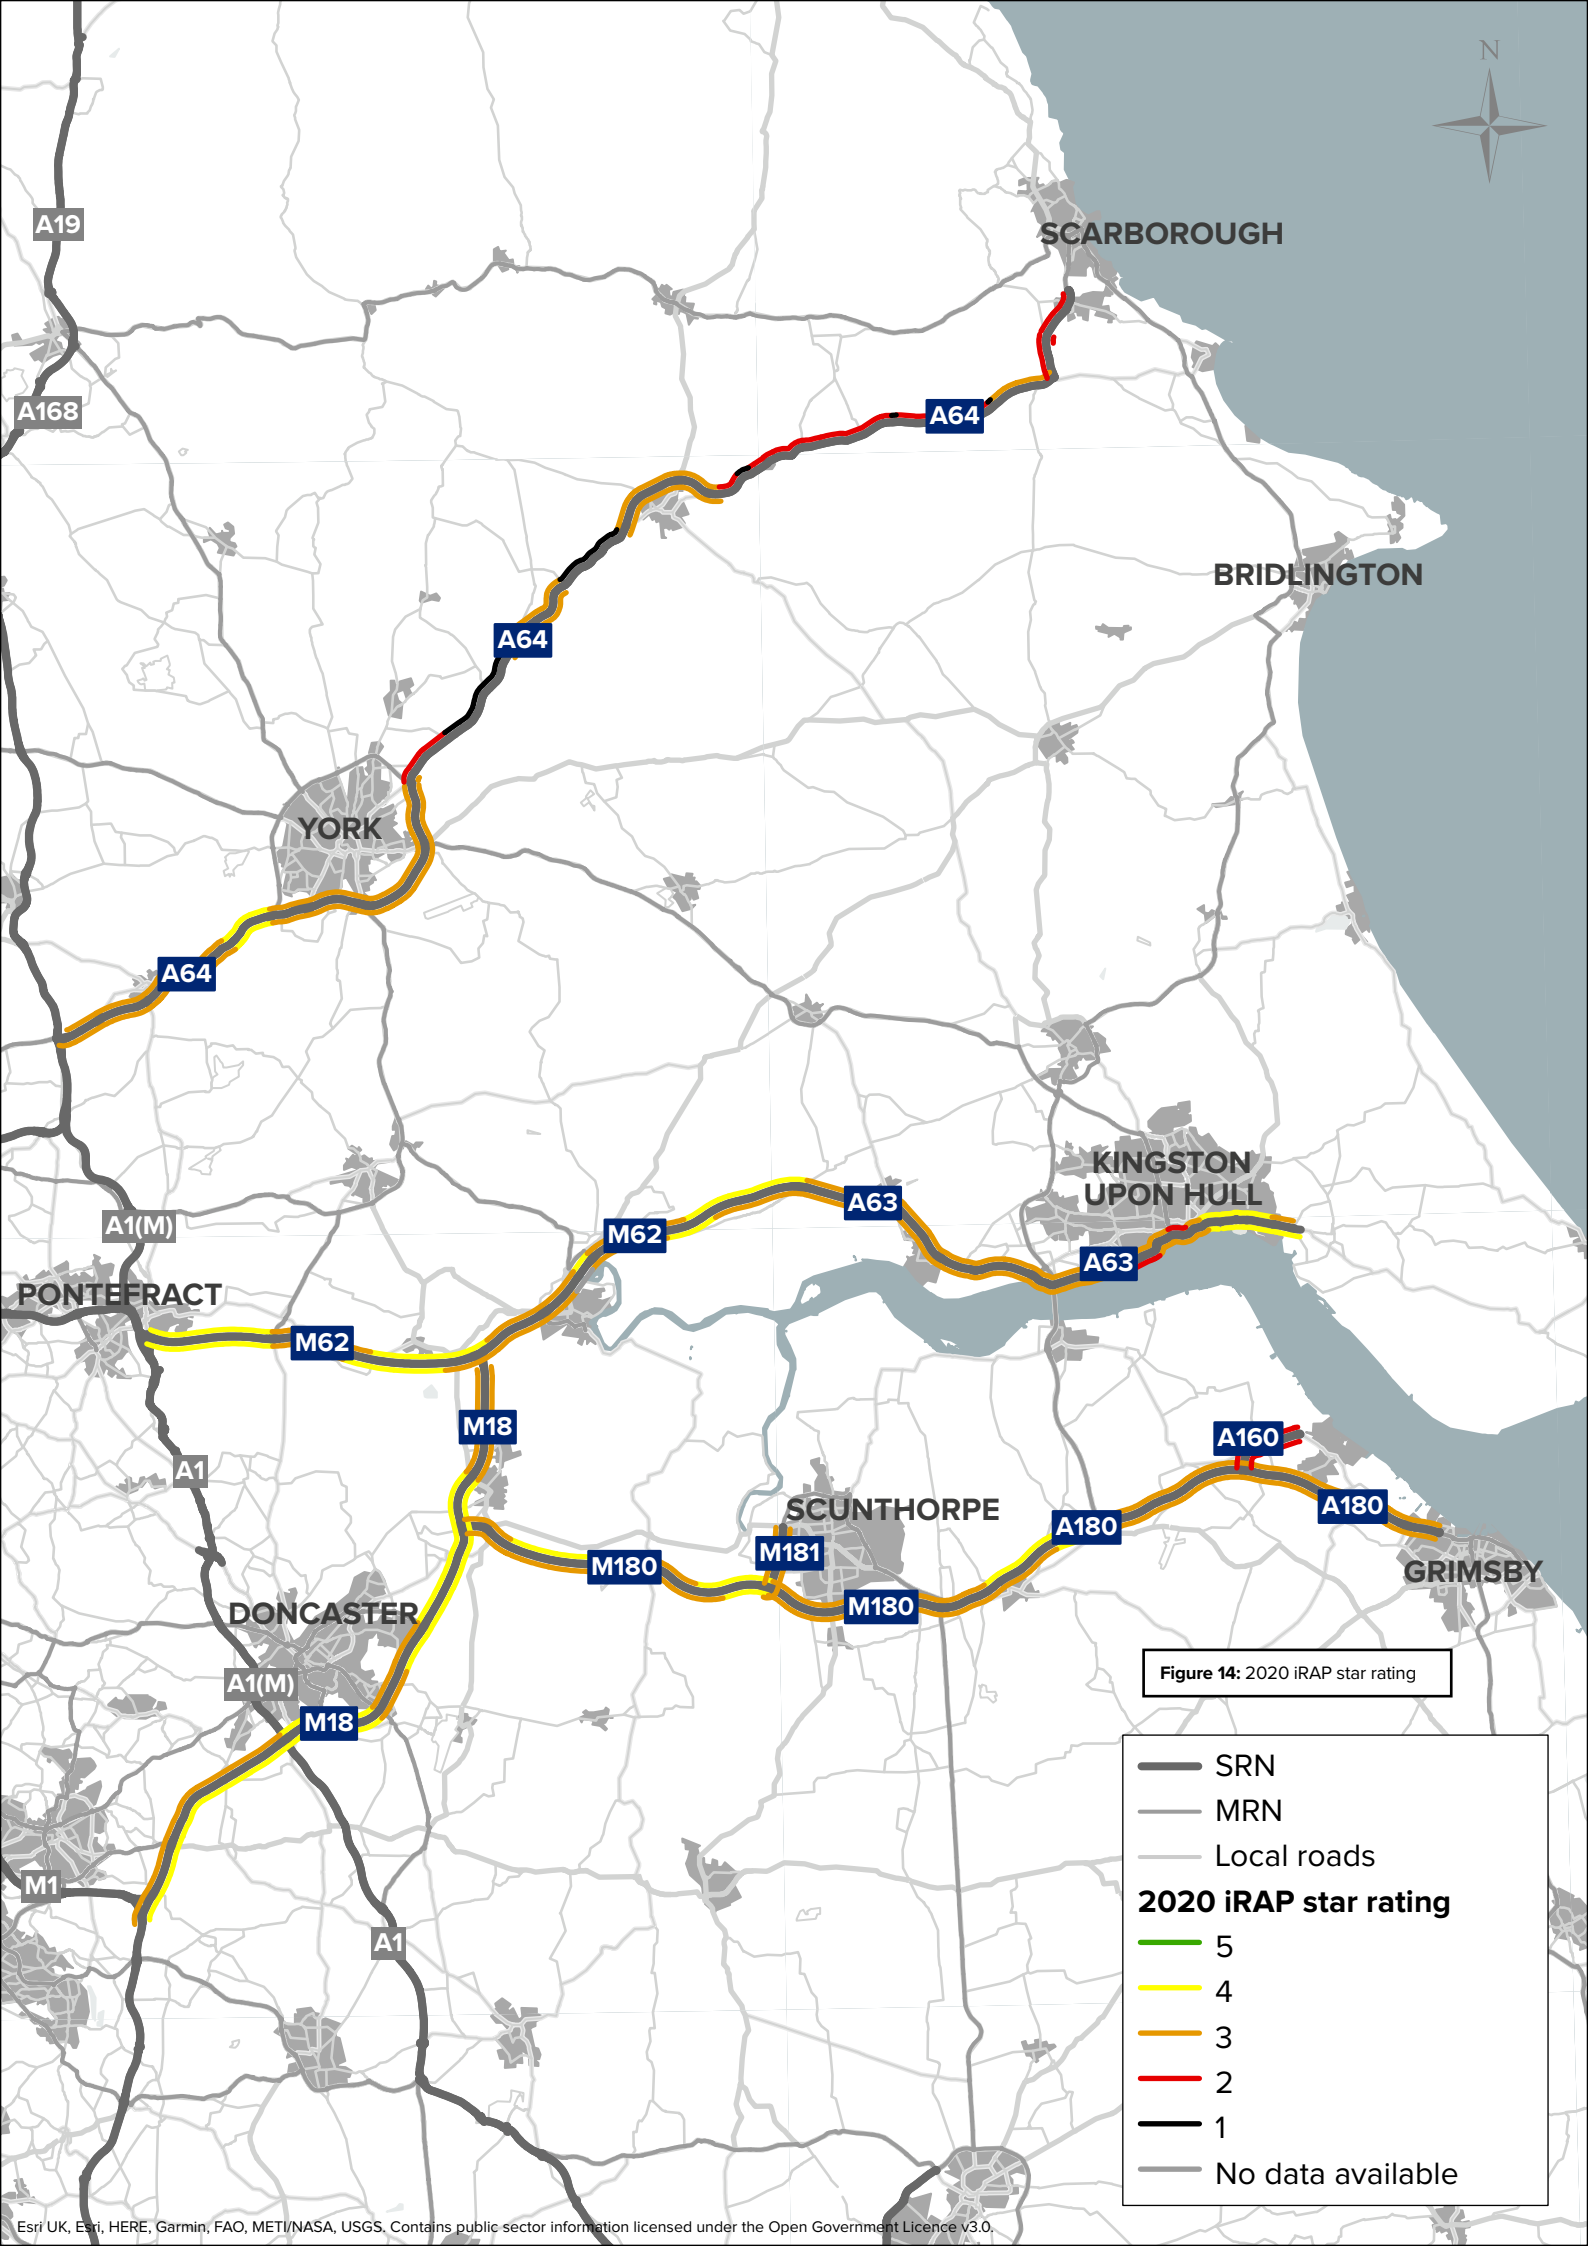 N
A19
SCARBOROUGH
A168
A64
BRIDLINGTON
A64
YORK
A64
KINGSTON
UPON HULL
A1(M)
A63
M62
A63
PONTEFRACT
M62
M18
A160
A1
SCUNTHORPE
A180
A180
M181
M180
GRIMSBY
M180
DONCASTER
A1(M)
M18
Figure 14: 2020 iRAP star rating
SRN
MRN
Local roads
2020 iRAP star rating
5
4
3
2
1
No data available
M1
A1
Esri UK, Esri, HERE, Garmin, FAO, METI/NASA, USGS. Contains public sector information licensed under the Open Government Licence v3.0.